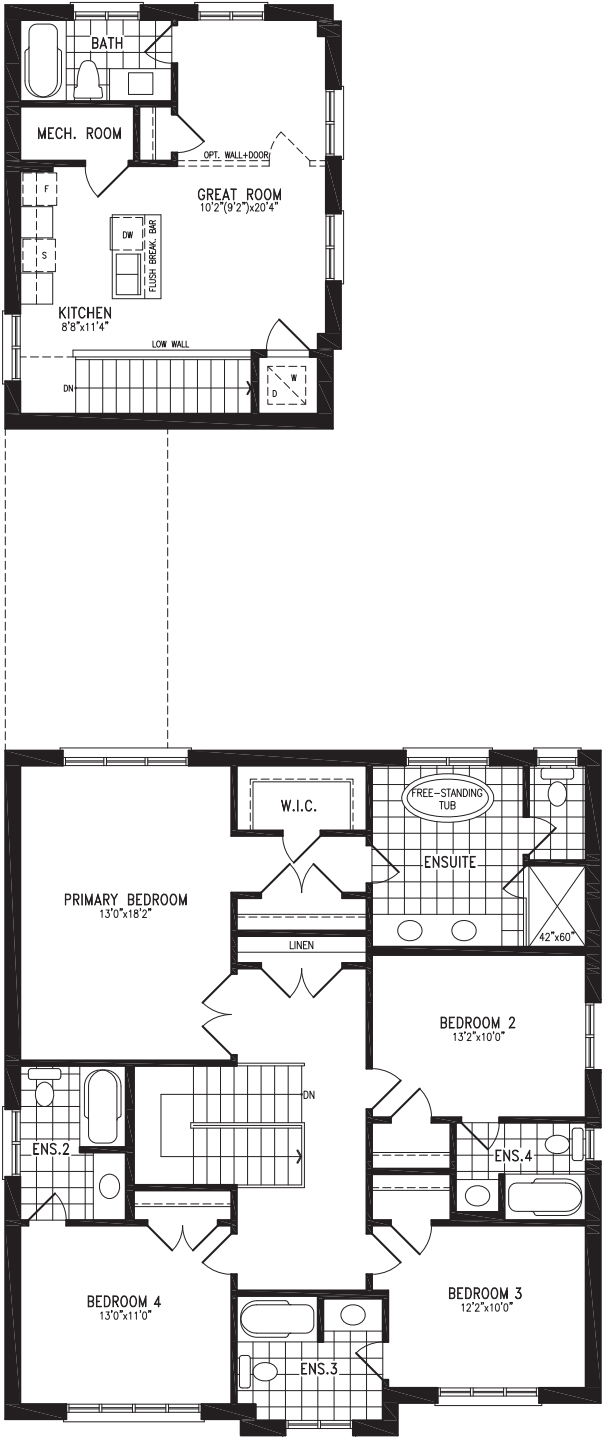 BATH
MECH. ROOM
OPT. WALL+DOOR
F
GREAT ROOM
10'2"(9'2")x20'4"
DW
FLUSH BREAK. BAR
S
KITCHEN
8'8"x11'4"
LOW WALL
DN
W
D
W.I.C.
FREE-STANDING
TUB
ENSUITE
PRIMARY BEDROOM
13'0"x18'2"
42"x60"
LINEN
BEDROOM 2
13'2"x10'0"
DN
ENS.2
ENS.4
BEDROOM 4
13'0"x11'0"
BEDROOM 3
12'2"x10'0"
ENS.3